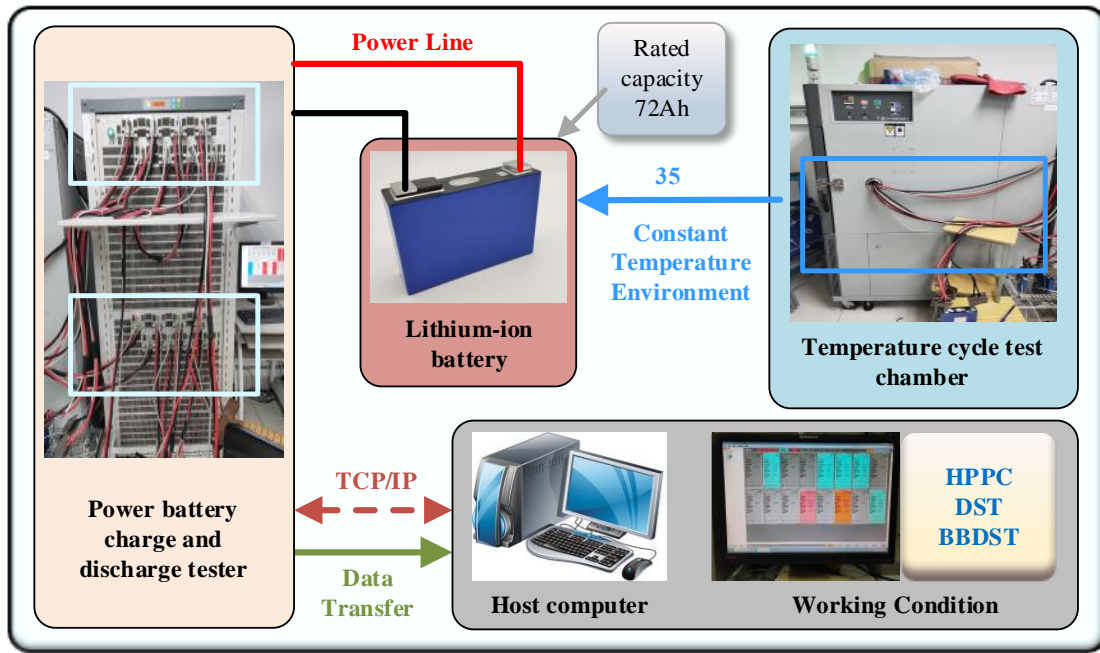 Power Line
Rated
capacity
72Ah
35
Constant
Temperature
Environment
Lithium-ion
battery
Temperature cycle test
chamber
Power battery
charge and
discharge tester
TCP/IP
Data
Transfer
Host computer
Working Condition
HPPC
DST
BBDST